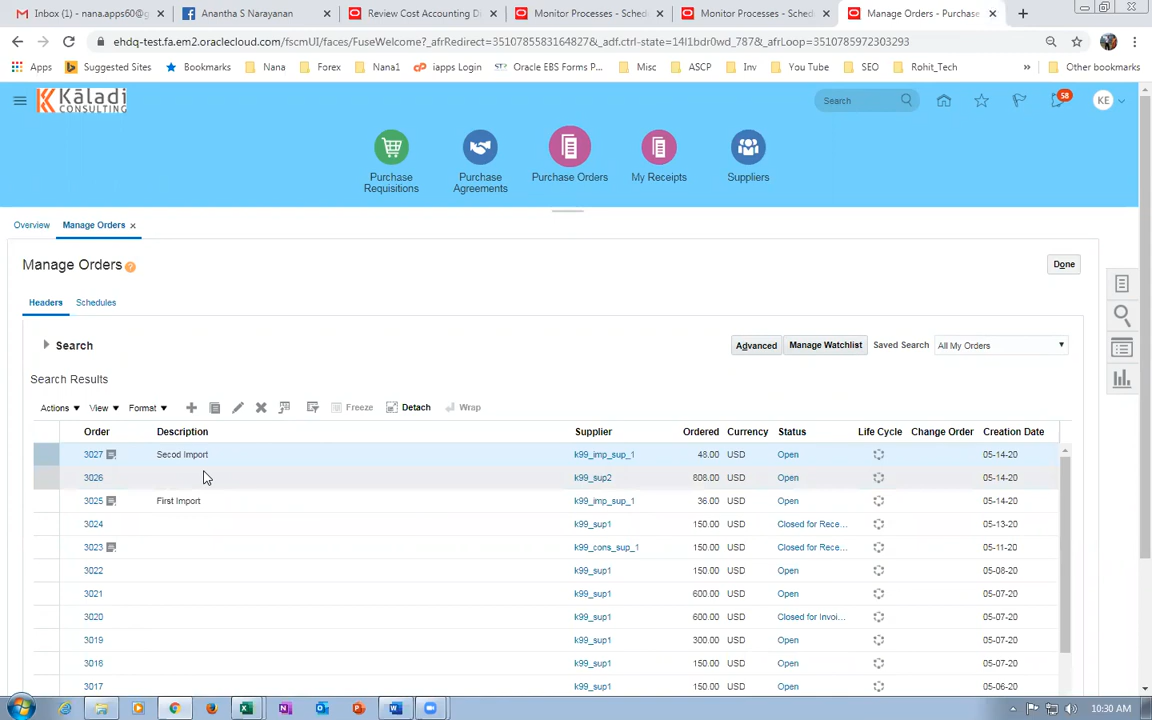 Inbox (1) - nana.apps60@g
Anantha S Narayanan
Review Cost Accounting Di
Monitor Processes - Sched
Monitor Processes - Sched
Manage Orders - Purchase
ehdq-test.fa.em2.oraclecloud.com/fscmUI/faces/FuseWelcome?_afrRedirect=351078558316482​7&_adf.ctrl-state=14l1bdr0wd_787&_afrLoop=3510785972303293
Apps Suggested Sites Bookmarks Nana Forex Nana1 iapps Login Oracle EBS Forms P... Misc ASCP Inv You Tube SEO Rohit_Tech » Other bookmarks
Kāladi
CONSULTING
Search
58
KE
Purchase Requisitions
Purchase Agreements
Purchase Orders
My Receipts
Suppliers
Overview Manage Orders
Manage Orders
Done
Headers Schedules
Search
Advanced Manage Watchlist Saved Search All My Orders
Search Results
Actions View Format Freeze Detach Wrap
Order Description Supplier Ordered Currency Status Life Cycle Change Order Creation Date
3027 Secod Import k99_imp_sup_1 48.00 USD Open 05-14-20
3026 k99_sup2 808.00 USD Open 05-14-20
3025 First Import k99_imp_sup_1 36.00 USD Open 05-14-20
3024 k99_sup1 150.00 USD Closed for Rece... 05-13-20
3023 k99_cons_sup_1 150.00 USD Closed for Rece... 05-11-20
3022 k99_sup1 150.00 USD Open 05-08-20
3021 k99_sup1 600.00 USD Open 05-07-20
3020 k99_sup1 600.00 USD Closed for Invoi... 05-07-20
3019 k99_sup1 300.00 USD Open 05-07-20
3018 k99_sup1 150.00 USD Open 05-07-20
3017 k99_sup1 150.00 USD Open 05-06-20
10:30 AM